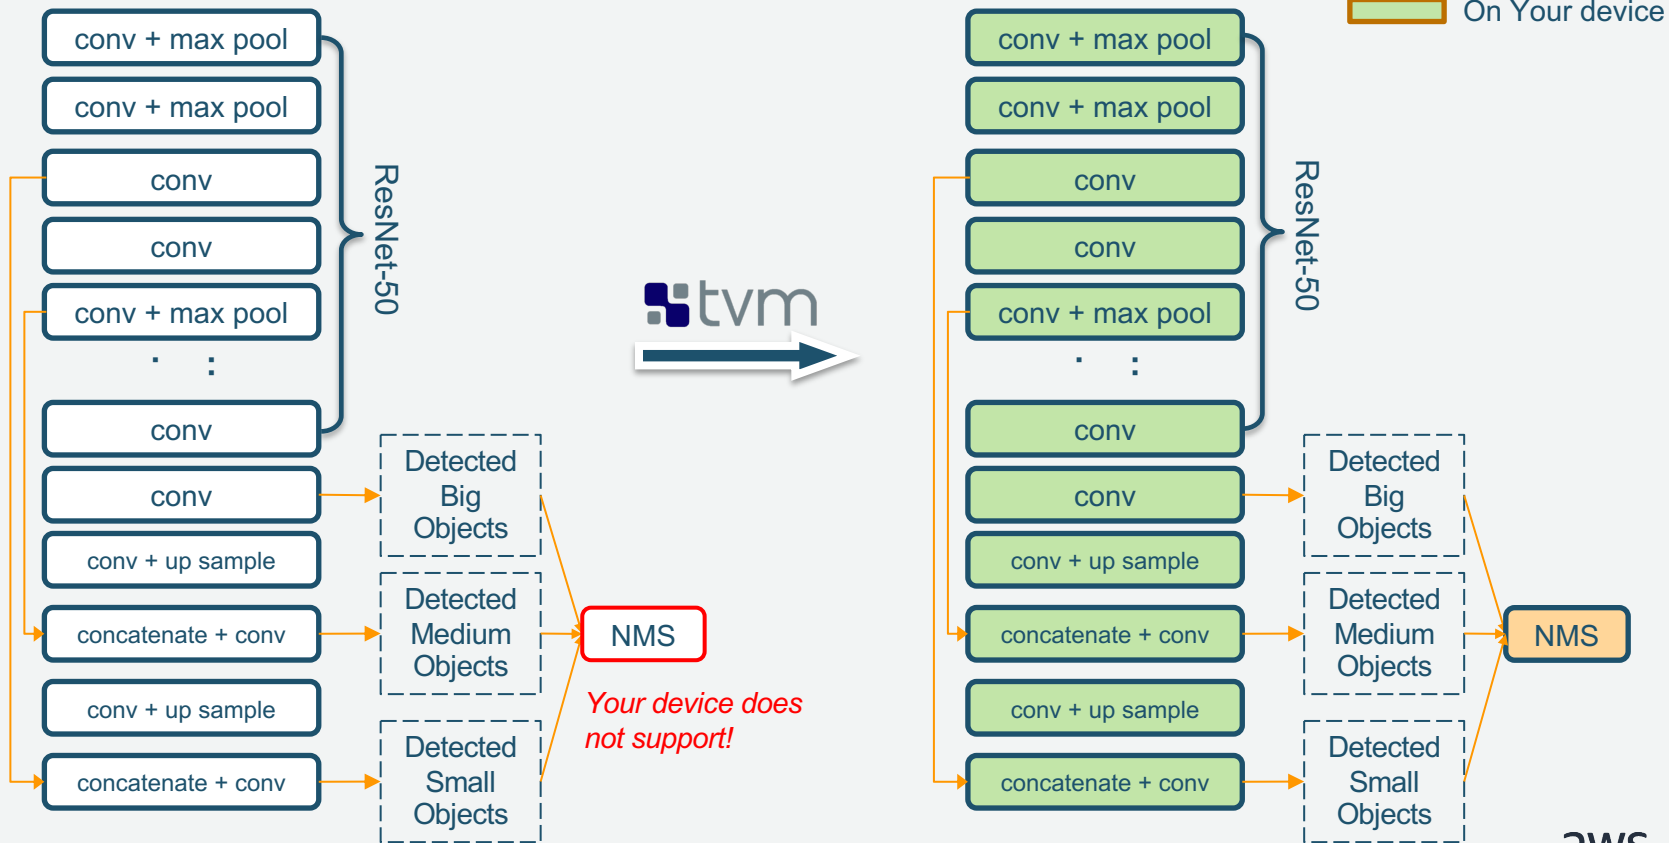 conv + max pool
conv + max pool
conv
conv
conv + max pool
. :
conv
conv
conv + up sample
concatenate + conv
conv + up sample
concatenate + conv
ResNet-50
Detected
Big
Objects
Detected
Medium
Objects
Detected
Small
Objects
NMS
Your device does
not support!
tvm
On Your device
conv + max pool
conv + max pool
conv
conv
conv + max pool
. :
conv
conv
conv + up sample
concatenate + conv
conv + up sample
concatenate + conv
ResNet-50
Detected
Big
Objects
Detected
Medium
Objects
Detected
Small
Objects
NMS
aws